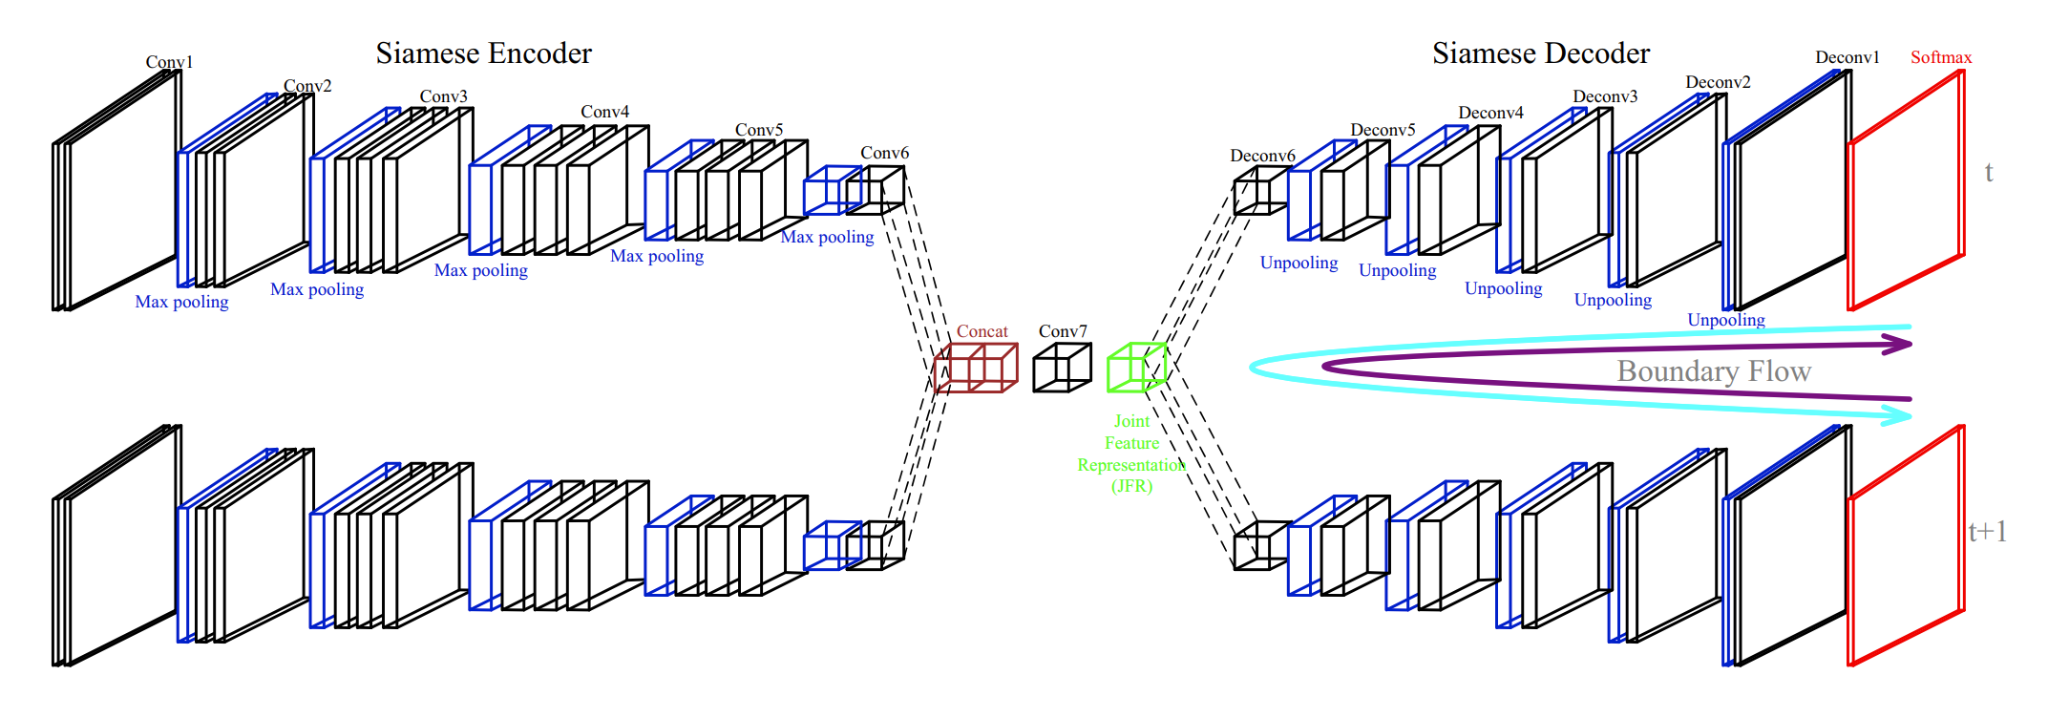 Siamese Encoder
Siamese Decoder
Conv1
Conv2
Conv3
Conv4
Conv5
Conv6
Deconv6
Deconv5
Deconv4
Deconv3
Deconv2
Deconv1
Softmax
t
Max pooling
Max pooling
Max pooling
Max pooling
Max pooling
Unpooling
Unpooling
Unpooling
Unpooling
Unpooling
Concat
Conv7
Boundary Flow
Joint
Feature
Representation
(JFR)
t+1